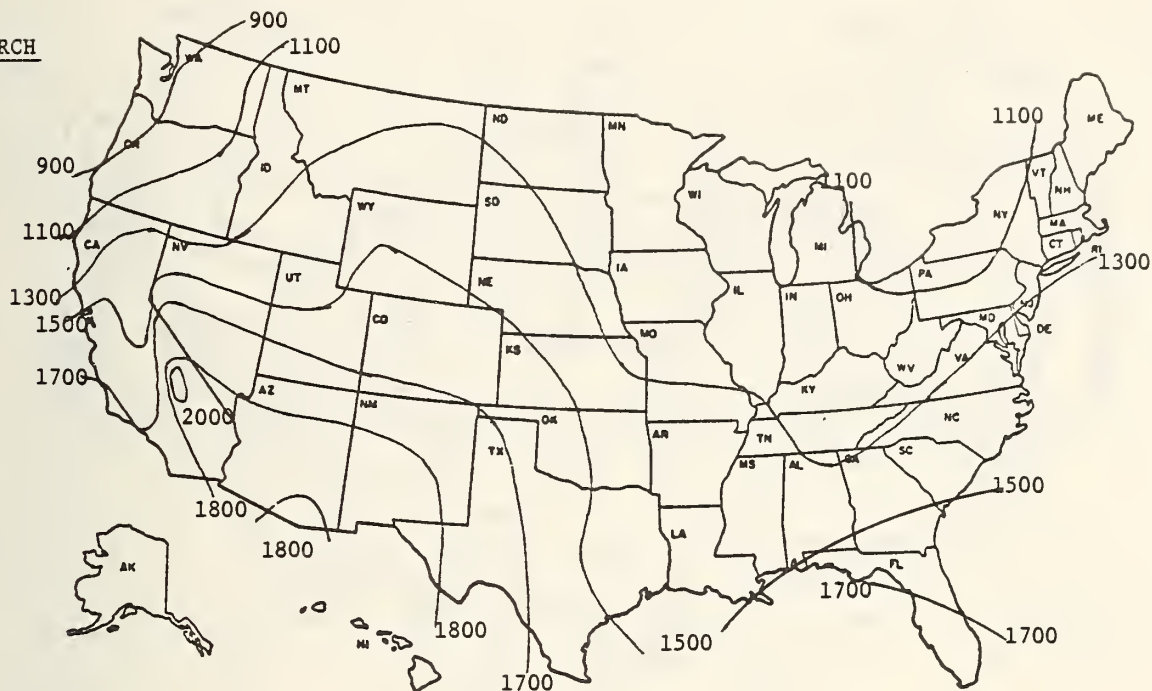 RCH
900
1100
WA
MT
ND
MN
1100
ME
900
OR
ID
1100
VT
NH
WI
NY
SD
WY
MA
MI
CT
RI
1100
CA
NV
1300
UT
IA
PA
NE
1300
IL
IN
OH
NJ
1500
CO
MO
MD
DE
KS
WV
VA
1700
KY
AZ
NM
2000
OK
NC
AR
TN
TX
MS
AL
GA
SC
1500
1800
1800
LA
AK
FL
1700
1800
HI
1500
1700
1700